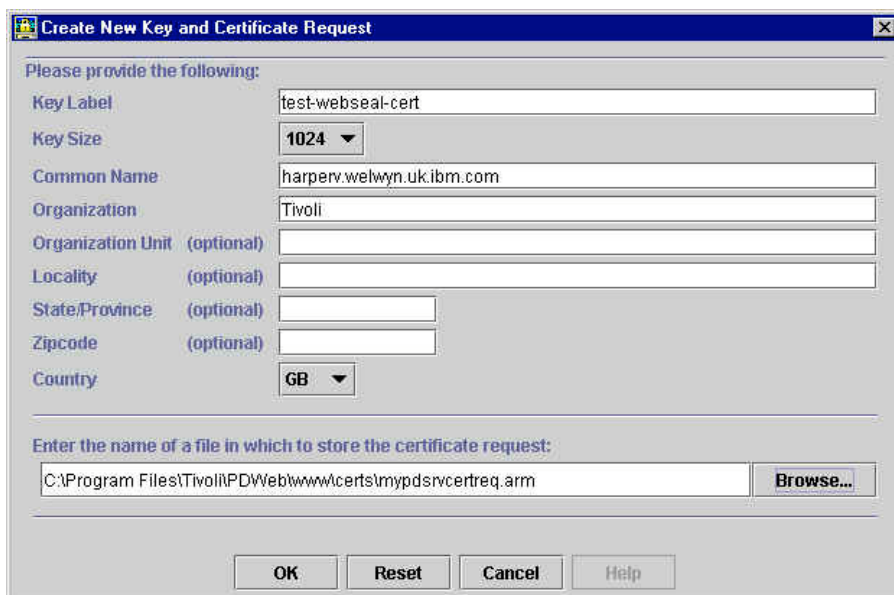 Create New Key and Certificate Request
Please provide the following:
Key Label test-webseal-cert
Key Size 1024
Common Name harperv.welwyn.uk.ibm.com
Organization Tivoli
Organization Unit (optional)
Locality (optional)
State/Province (optional)
Zipcode (optional)
Country GB
Enter the name of a file in which to store the certificate request:
C:\Program Files\Tivoli\PDWeb\www\certs\mypdsrvcertreq.arm Browse...
OK Reset Cancel Help